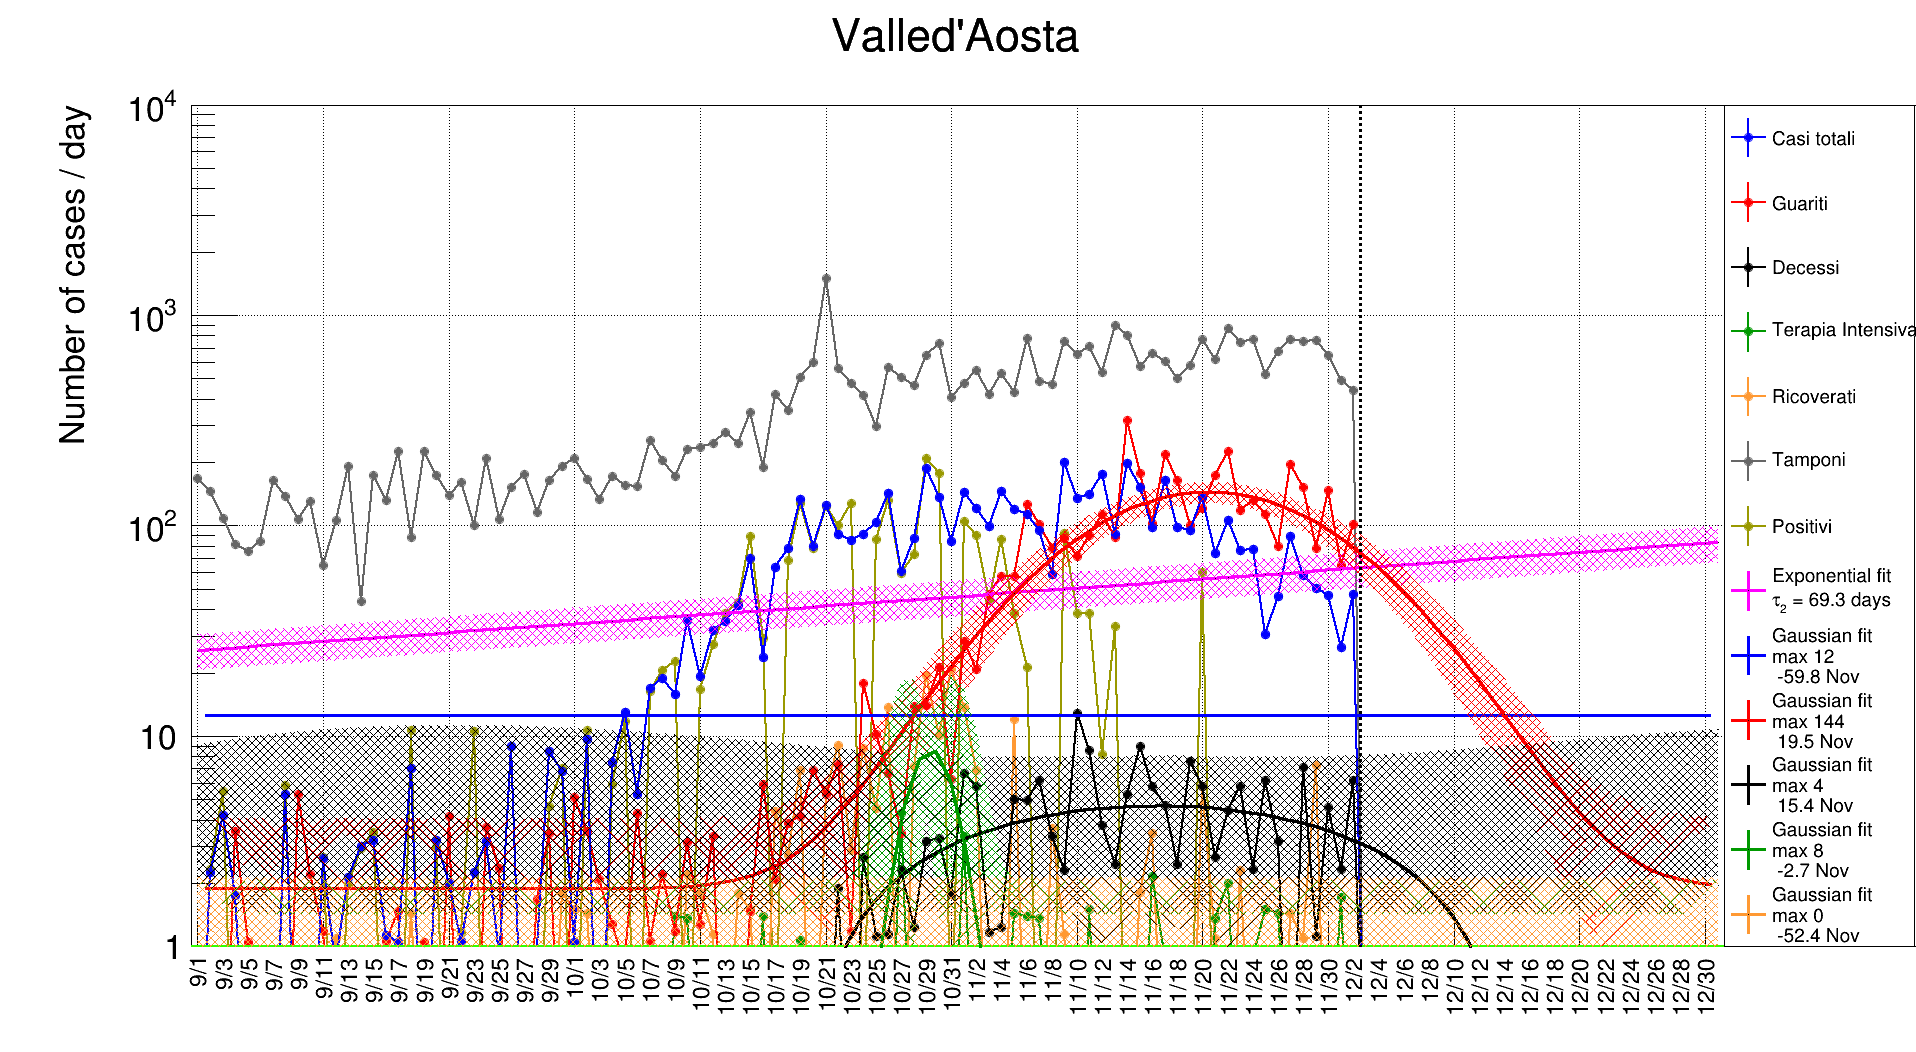 Valled'Aosta
Number of cases / day
10⁴
10³
10²
10
1
9/1
9/3
9/5
9/7
9/9
9/11
9/13
9/15
9/17
9/19
9/21
9/23
9/25
9/27
9/29
10/1
10/3
10/5
10/7
10/9
10/11
10/13
10/15
10/17
10/19
10/21
10/23
10/25
10/27
10/29
10/31
11/2
11/4
11/6
11/8
11/10
11/12
11/14
11/16
11/18
11/20
11/22
11/24
11/26
11/28
11/30
12/2
12/4
12/6
12/8
12/10
12/12
12/14
12/16
12/18
12/20
12/22
12/24
12/26
12/28
12/30
Casi totali
Guariti
Decessi
Terapia Intensiva
Ricoverati
Tamponi
Positivi
Exponential fit
τ₂ = 69.3 days
Gaussian fit
max 12
-59.8 Nov
Gaussian fit
max 144
19.5 Nov
Gaussian fit
max 4
15.4 Nov
Gaussian fit
max 8
-2.7 Nov
Gaussian fit
max 0
-52.4 Nov